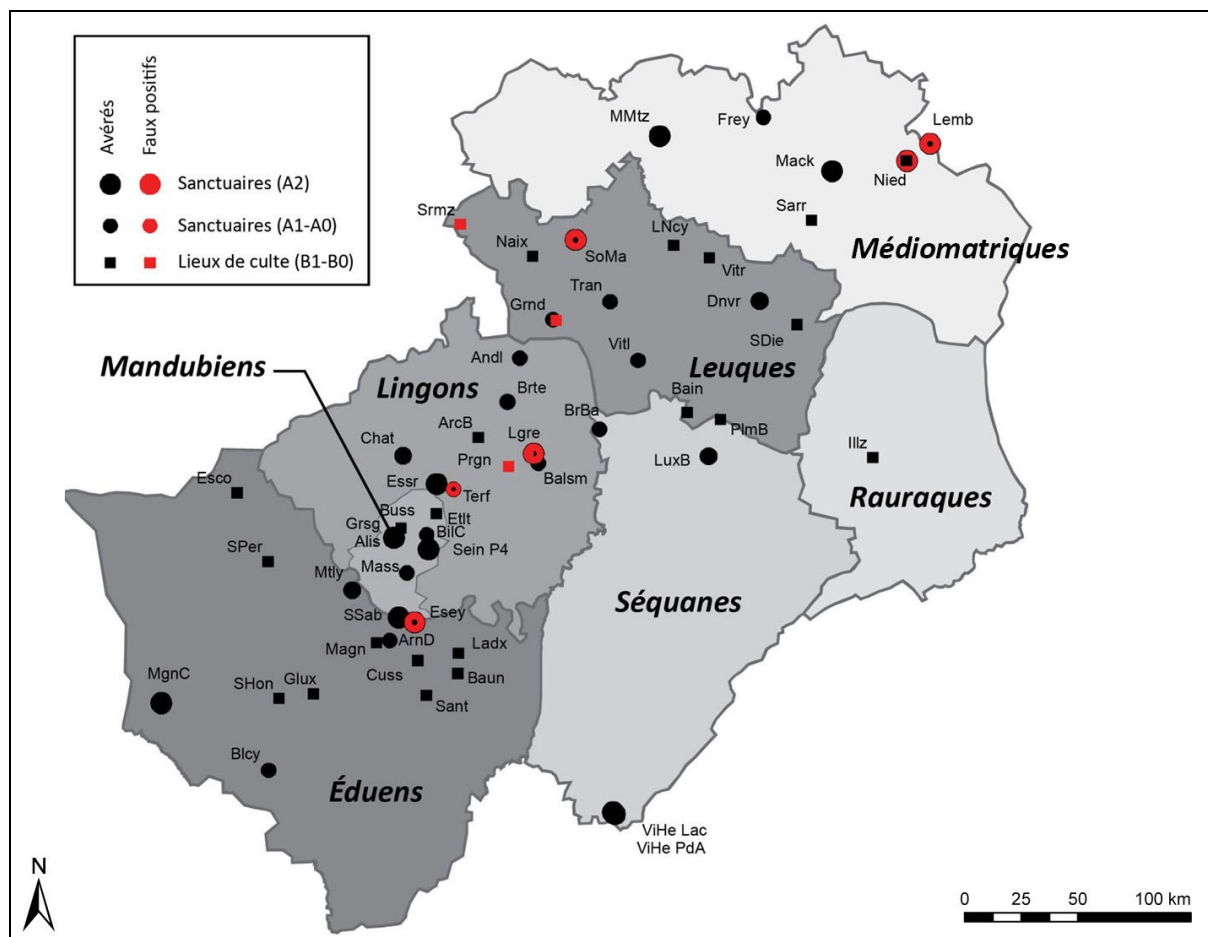 Avérés
Faux positifs
Sanctuaires (A2)
Sanctuaires (A1-A0)
Lieux de culte (B1-B0)
MMtz
Frey
Lemb
Mack
Nied
Sarr
Srmz
Médiomatriques
Naix
SoMa
LNcy
Vitr
Tran
Dnvr
Grnd
SDie
Vitl
Leuques
Andl
Mandubiens
Lingons
Brte
Bain
BrBa
PlmB
ArcB
Lgre
Chat
Prgn
Balsm
LuxB
Illz
Essr
Terf
Esco
Rauraques
Buss
Etlt
Grsg
BilC
Alis
Sein P4
SPer
Mass
Mtly
Séquanes
SSab
Esey
Magn
ArnD
Ladx
Cuss
Baun
MgnC
SHon
Glux
Sant
Blcy
Éduens
ViHe Lac
ViHe PdA
N
0 25 50 100 km